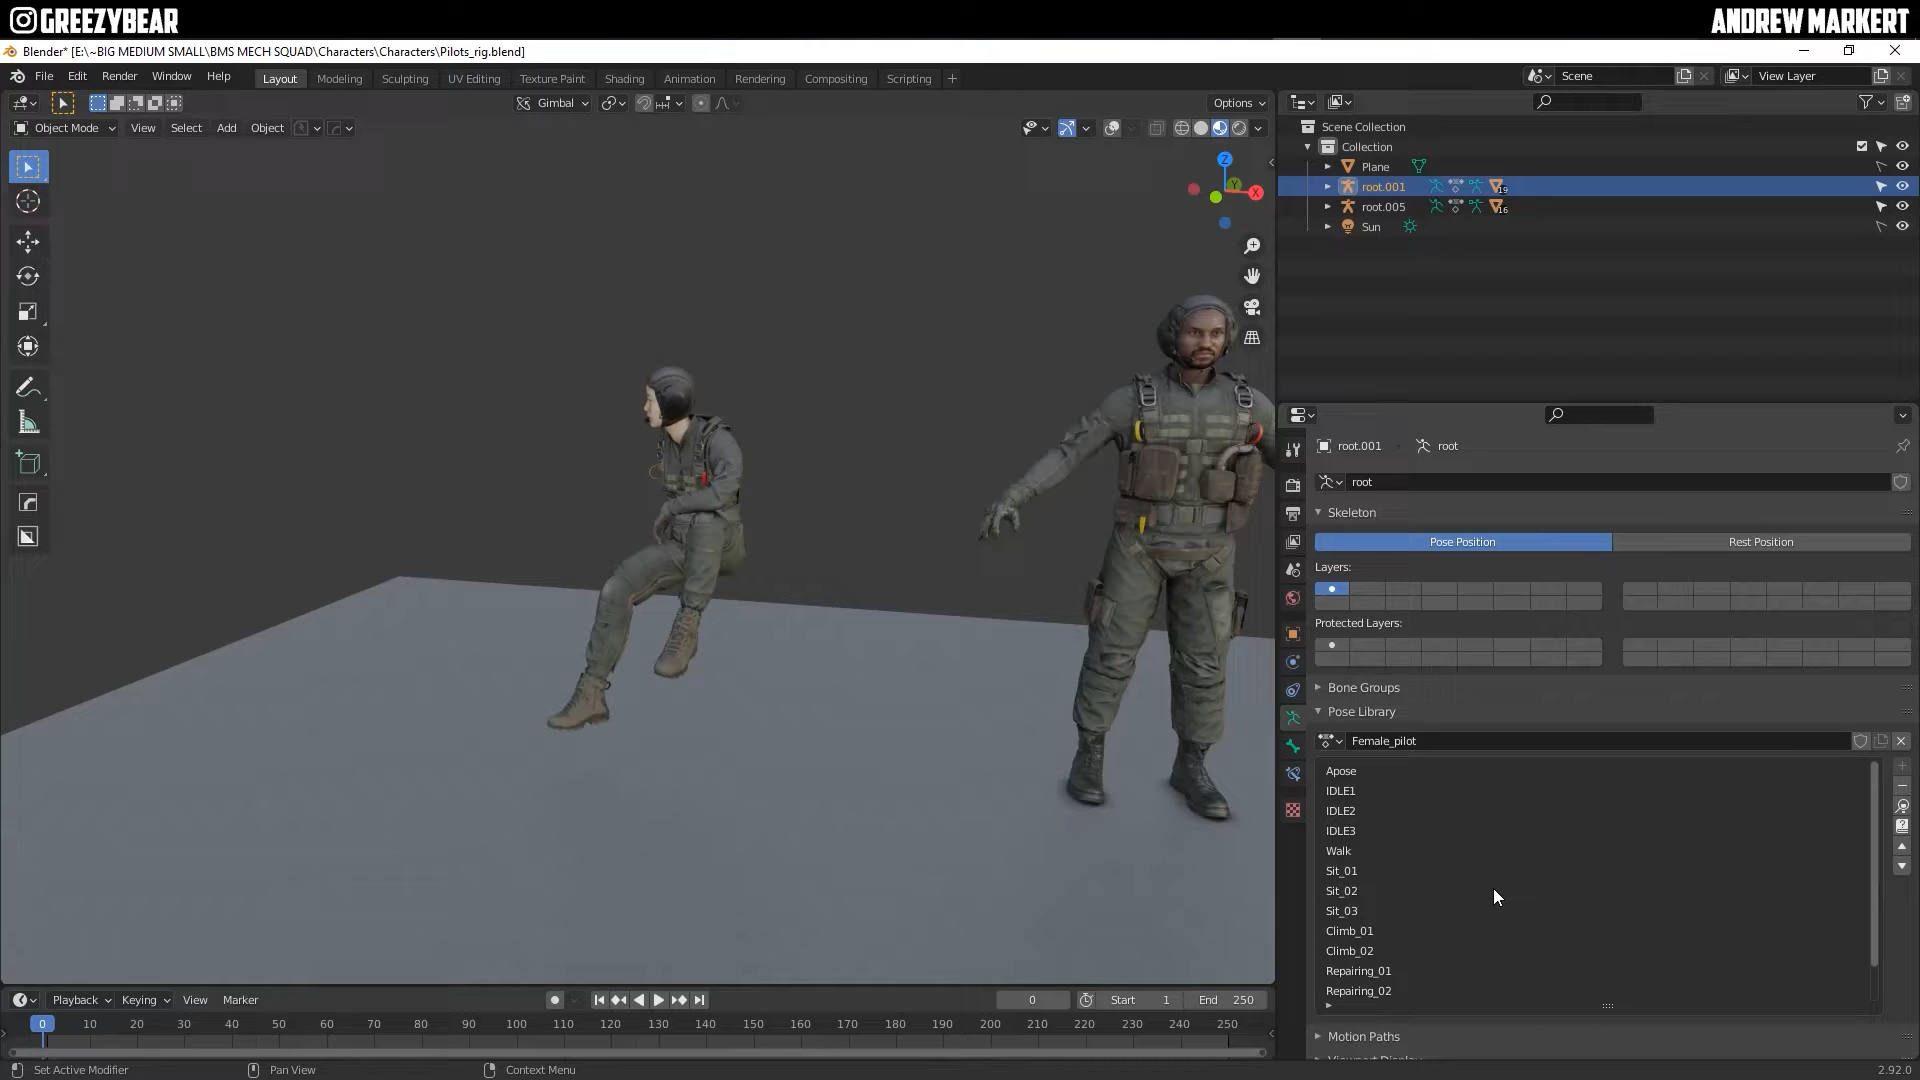 GREEZYBEAR
ANDREW MARKERT
Blender* [E:\~BIG MEDIUM SMALL\BMS MECH SQUAD\Characters\Characters\Pilots_rig.blend]
File Edit Render Window Help
Layout Modeling Sculpting UV Editing Texture Paint Shading Animation Rendering Compositing Scripting
Scene
View Layer
Gimbal
Options
Object Mode View Select Add Object
Z
Y
X
Scene Collection
Collection
Plane
root.001
19
root.005
16
Sun
root.001
root
root
Skeleton
Pose Position
Rest Position
Layers:
Protected Layers:
Bone Groups
Pose Library
Female_pilot
Apose
IDLE1
IDLE2
IDLE3
Walk
Sit_01
Sit_02
Sit_03
Climb_01
Climb_02
Repairing_01
Repairing_02
Motion Paths
Viewport Display
Playback Keying View Marker
0
Start 1
End 250
0 10 20 30 40 50 60 70 80 90 100 110 120 130 140 150 160 170 180 190 200 210 220 230 240 250
Set Active Modifier
Pan View
Context Menu
2.92.0